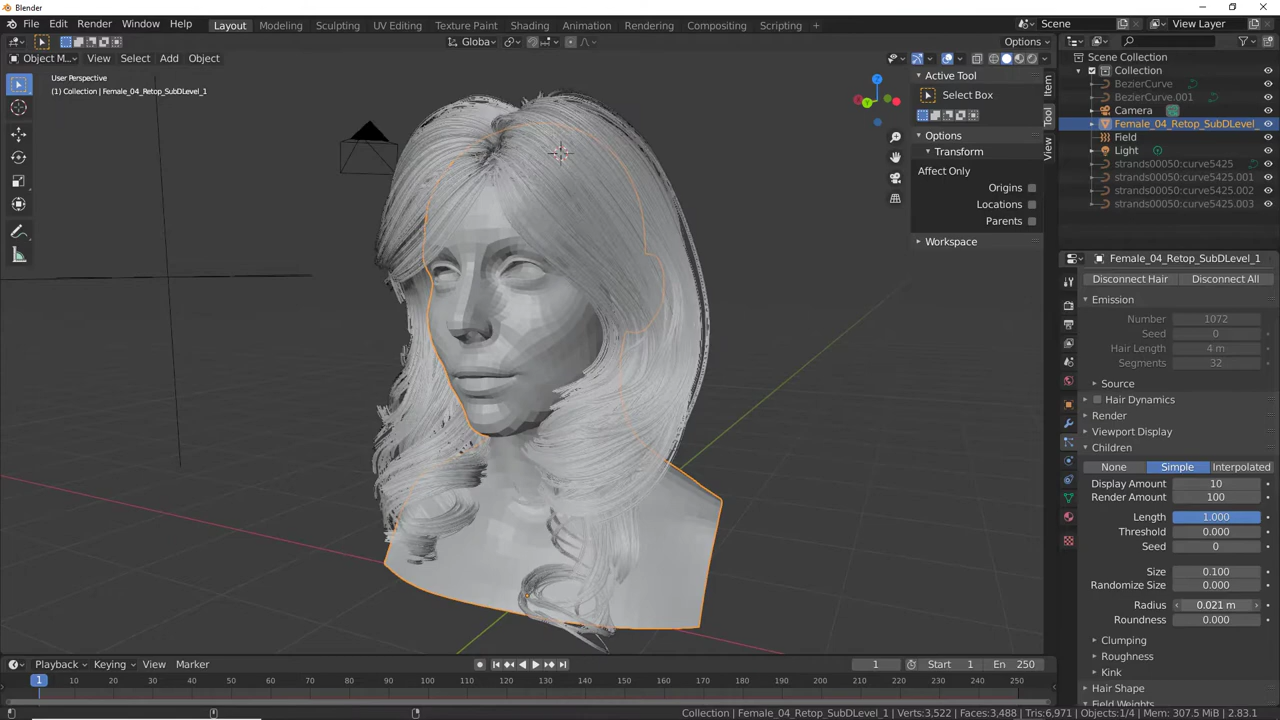 Blender
File Edit Render Window Help Layout Modeling Sculpting UV Editing Texture Paint Shading Animation Rendering Compositing Scripting + Scene View Layer
Globa Options
Object M... View Select Add Object
User Perspective
(1) Collection | Female_04_Retop_SubDLevel_1
Active Tool
Select Box
Options
Transform
Affect Only
Origins
Locations
Parents
Workspace
Item
Tool
View
Scene Collection
Collection
BezierCurve
BezierCurve.001
Camera
Female_04_Retop_SubDLevel_
Field
Light
strands00050:curve5425
strands00050:curve5425.001
strands00050:curve5425.002
strands00050:curve5425.003
Female_04_Retop_SubDLevel_1
Disconnect Hair Disconnect All
Emission
Number 1072
Seed 0
Hair Length 4 m
Segments 32
Source
Hair Dynamics
Render
Viewport Display
Children
None Simple Interpolated
Display Amount 10
Render Amount 100
Length 1.000
Threshold 0.000
Seed 0
Size 0.100
Randomize Size 0.000
Radius 0.021 m
Roundness 0.000
Clumping
Roughness
Kink
Hair Shape
Field Weights
Playback Keying View Marker 1 Start 1 En 250
1 10 20 30 40 50 60 70 80 90 100 110 120 130 140 150 160 170 180 190 200 210 220 230 240 250
Collection | Female_04_Retop_SubDLevel_1 | Verts:3,522 | Faces:3,488 | Tris:6,971 | Objects:1/4 | Mem: 307.5 MiB | 2.83.1